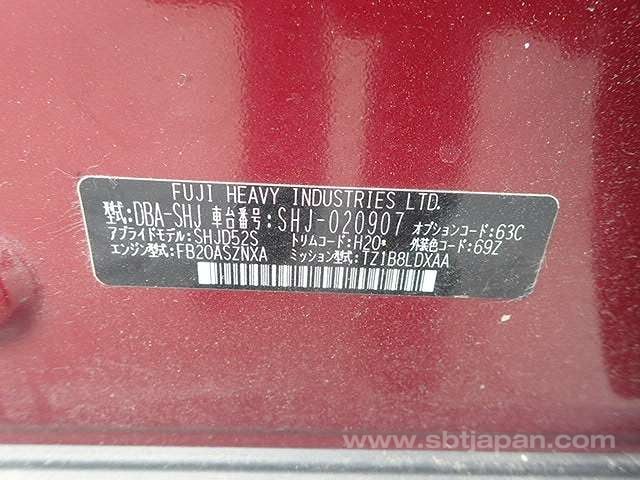 FUJI HEAVY INDUSTRIES LTD.
型式:DBA-SHJ 車台番号:SHJ-020907 オプションコード:63C
アプライドモデル:SHJD52S トリムコード:H20* 外装色コード:69Z
エンジン型式:FB20ASZNXA ミッション型式:TZ1B8LDXAA
www.sbtjapan.com